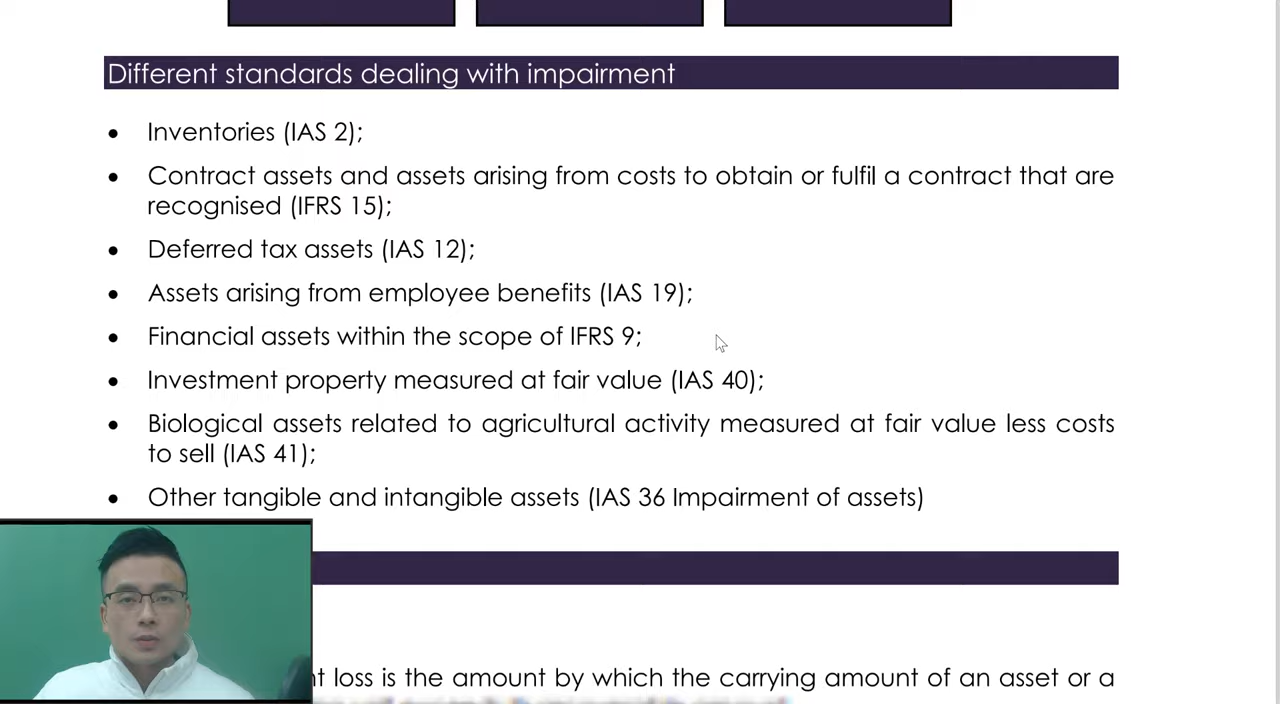 Different standards dealing with impairment
• Inventories (IAS 2);
• Contract assets and assets arising from costs to obtain or fulfil a contract that are
recognised (IFRS 15);
• Deferred tax assets (IAS 12);
• Assets arising from employee benefits (IAS 19);
• Financial assets within the scope of IFRS 9;
• Investment property measured at fair value (IAS 40);
• Biological assets related to agricultural activity measured at fair value less costs
to sell (IAS 41);
• Other tangible and intangible assets (IAS 36 Impairment of assets)
loss is the amount by which the carrying amount of an asset or a